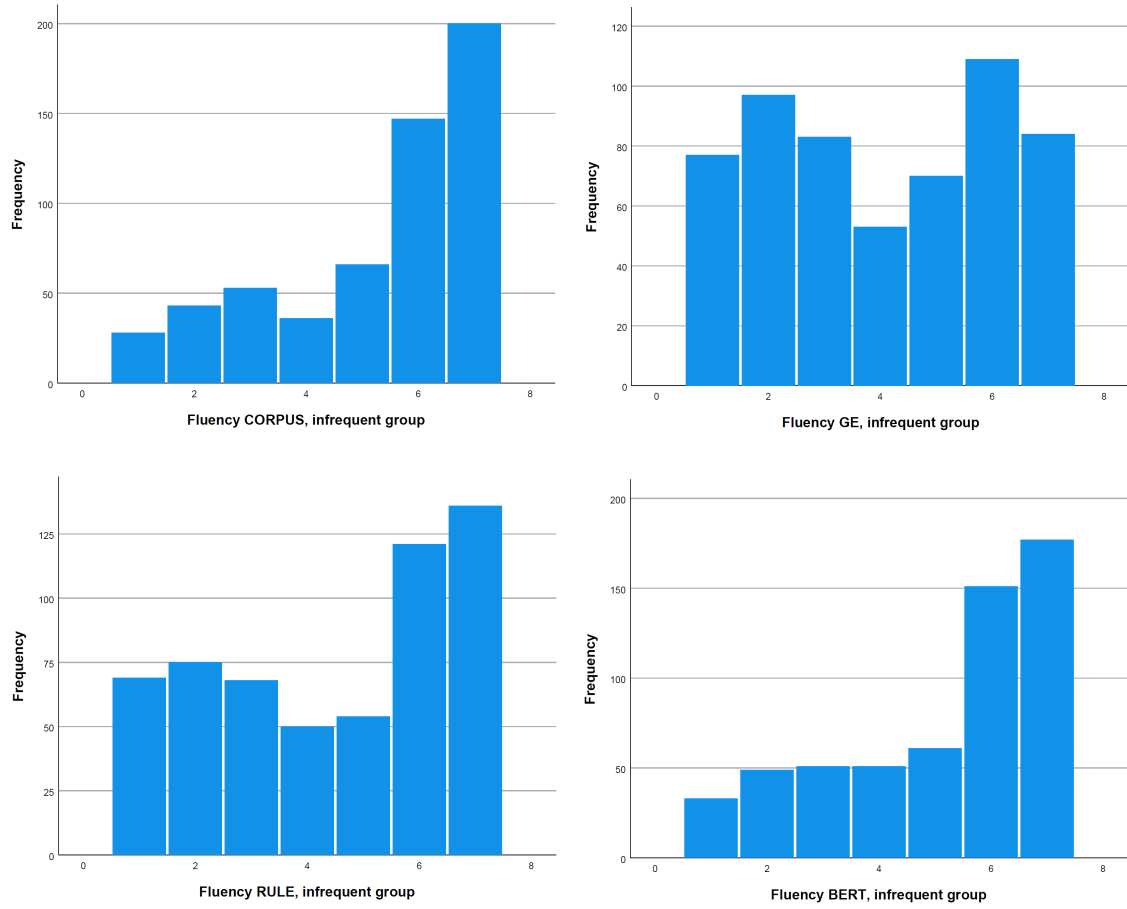 200
150
100
50
0
Frequency
0 2 4 6 8
Fluency CORPUS, infrequent group
120
100
80
60
40
20
0
Frequency
0 2 4 6 8
Fluency GE, infrequent group
125
100
75
50
25
0
Frequency
0 2 4 6 8
Fluency RULE, infrequent group
200
150
100
50
0
Frequency
0 2 4 6 8
Fluency BERT, infrequent group